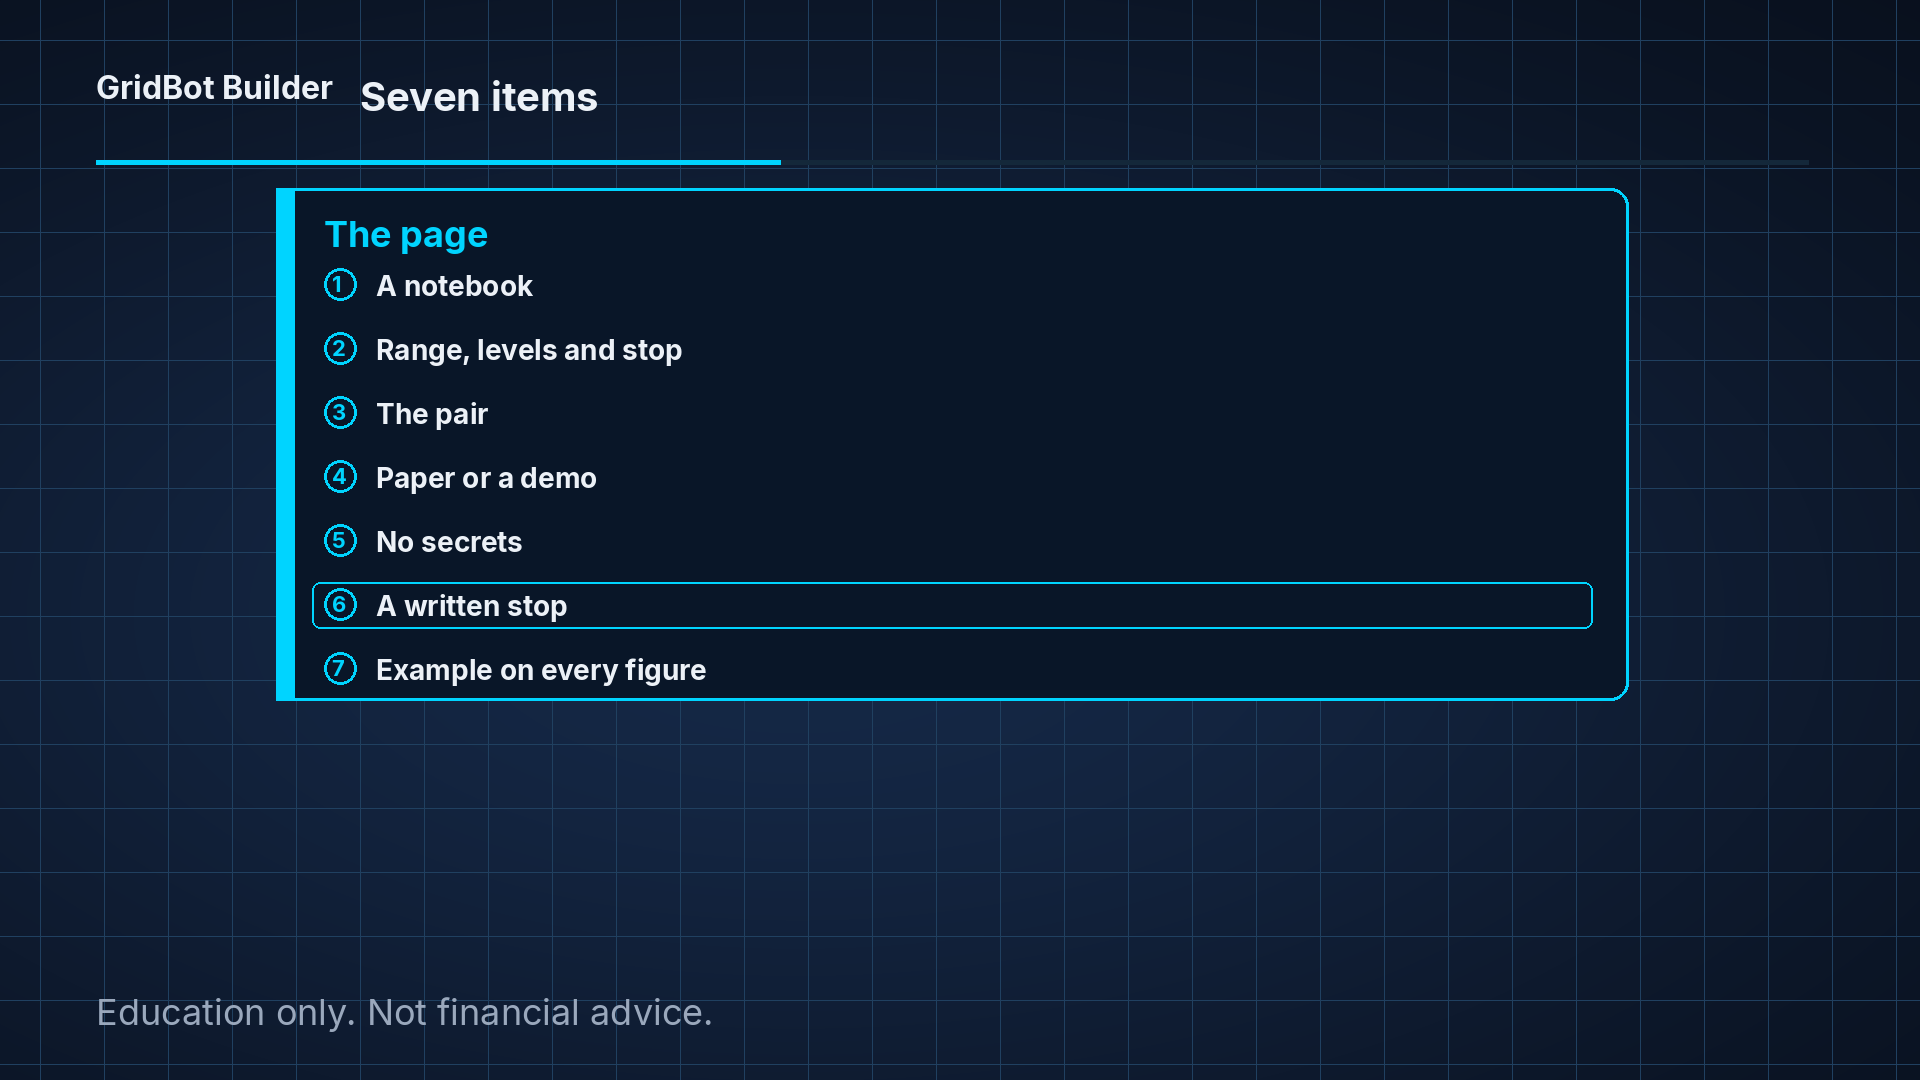 GridBot Builder
Seven items
The page
1 A notebook
2 Range, levels and stop
3 The pair
4 Paper or a demo
5 No secrets
6 A written stop
7 Example on every figure
Education only. Not financial advice.